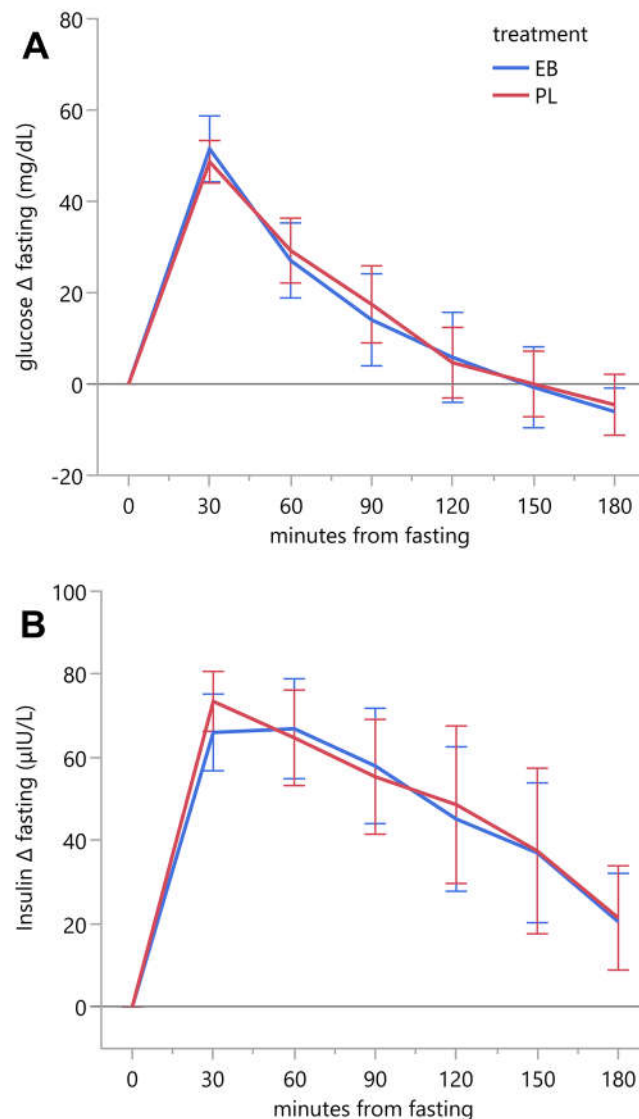 A
treatment
EB
PL
80
60
40
20
0
-20
glucose Δ fasting (mg/dL)
0 30 60 90 120 150 180
minutes from fasting
B
100
80
60
40
20
0
Insulin Δ fasting (μIU/L)
0 30 60 90 120 150 180
minutes from fasting